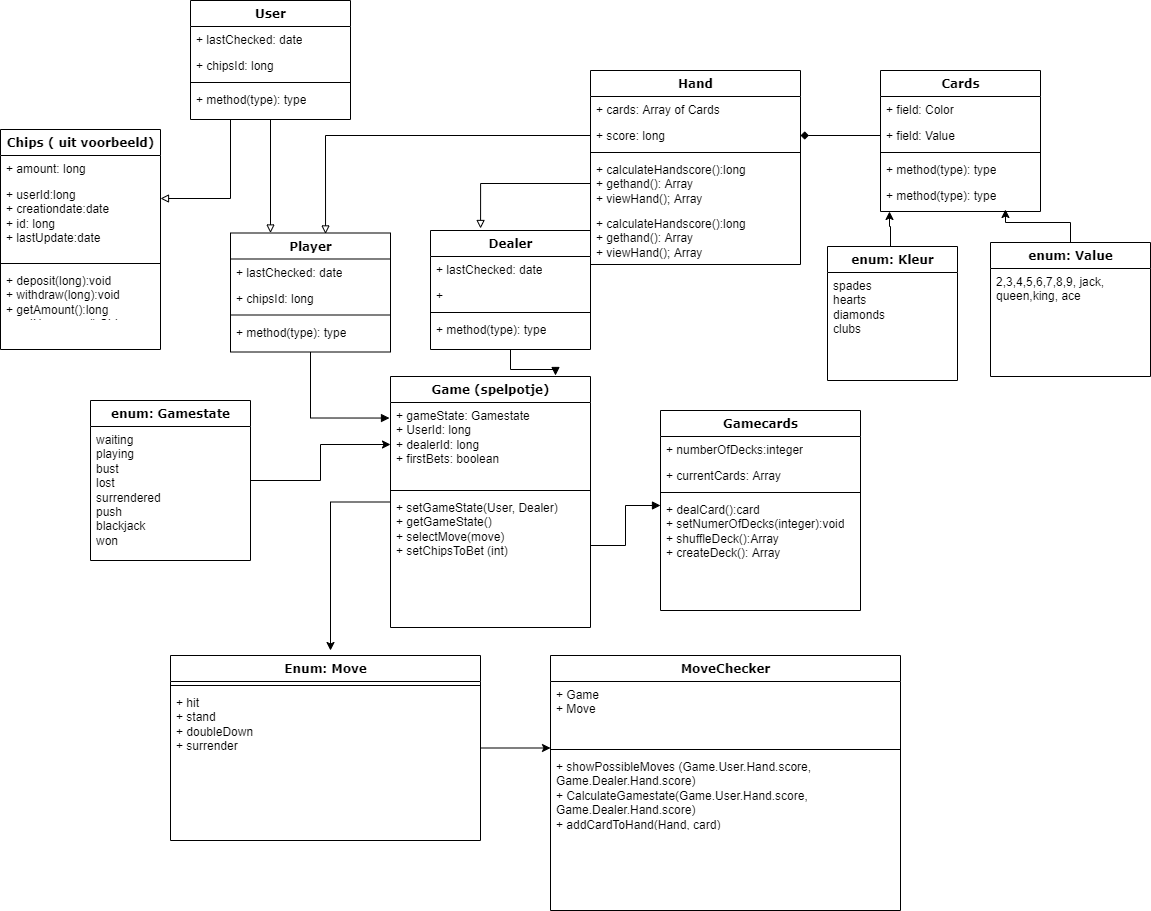 User
+ lastChecked: date
+ chipsId: long
+ method(type): type
Chips ( uit voorbeeld)
+ amount: long
+ userId:long
+ creationdate:date
+ id: long
+ lastUpdate:date
+ deposit(long):void
+ withdraw(long):void
+ getAmount():long
Player
+ lastChecked: date
+ chipsId: long
+ method(type): type
Dealer
+ lastChecked: date
+
+ method(type): type
Hand
+ cards: Array of Cards
+ score: long
+ calculateHandscore():long
+ gethand(): Array
+ viewHand(); Array
+ calculateHandscore():long
+ gethand(): Array
+ viewHand(); Array
Cards
+ field: Color
+ field: Value
+ method(type): type
+ method(type): type
enum: Kleur
spades
hearts
diamonds
clubs
enum: Value
2,3,4,5,6,7,8,9, jack,
queen,king, ace
enum: Gamestate
waiting
playing
bust
lost
surrendered
push
blackjack
won
Game (spelpotje)
+ gameState: Gamestate
+ UserId: long
+ dealerId: long
+ firstBets: boolean
+ setGameState(User, Dealer)
+ getGameState()
+ selectMove(move)
+ setChipsToBet (int)
Gamecards
+ numberOfDecks:integer
+ currentCards: Array
+ dealCard():card
+ setNumerOfDecks(integer):void
+ shuffleDeck():Array
+ createDeck(): Array
Enum: Move
+ hit
+ stand
+ doubleDown
+ surrender
MoveChecker
+ Game
+ Move
+ showPossibleMoves (Game.User.Hand.score,
Game.Dealer.Hand.score)
+ CalculateGamestate(Game.User.Hand.score,
Game.Dealer.Hand.score)
+ addCardToHand(Hand, card)